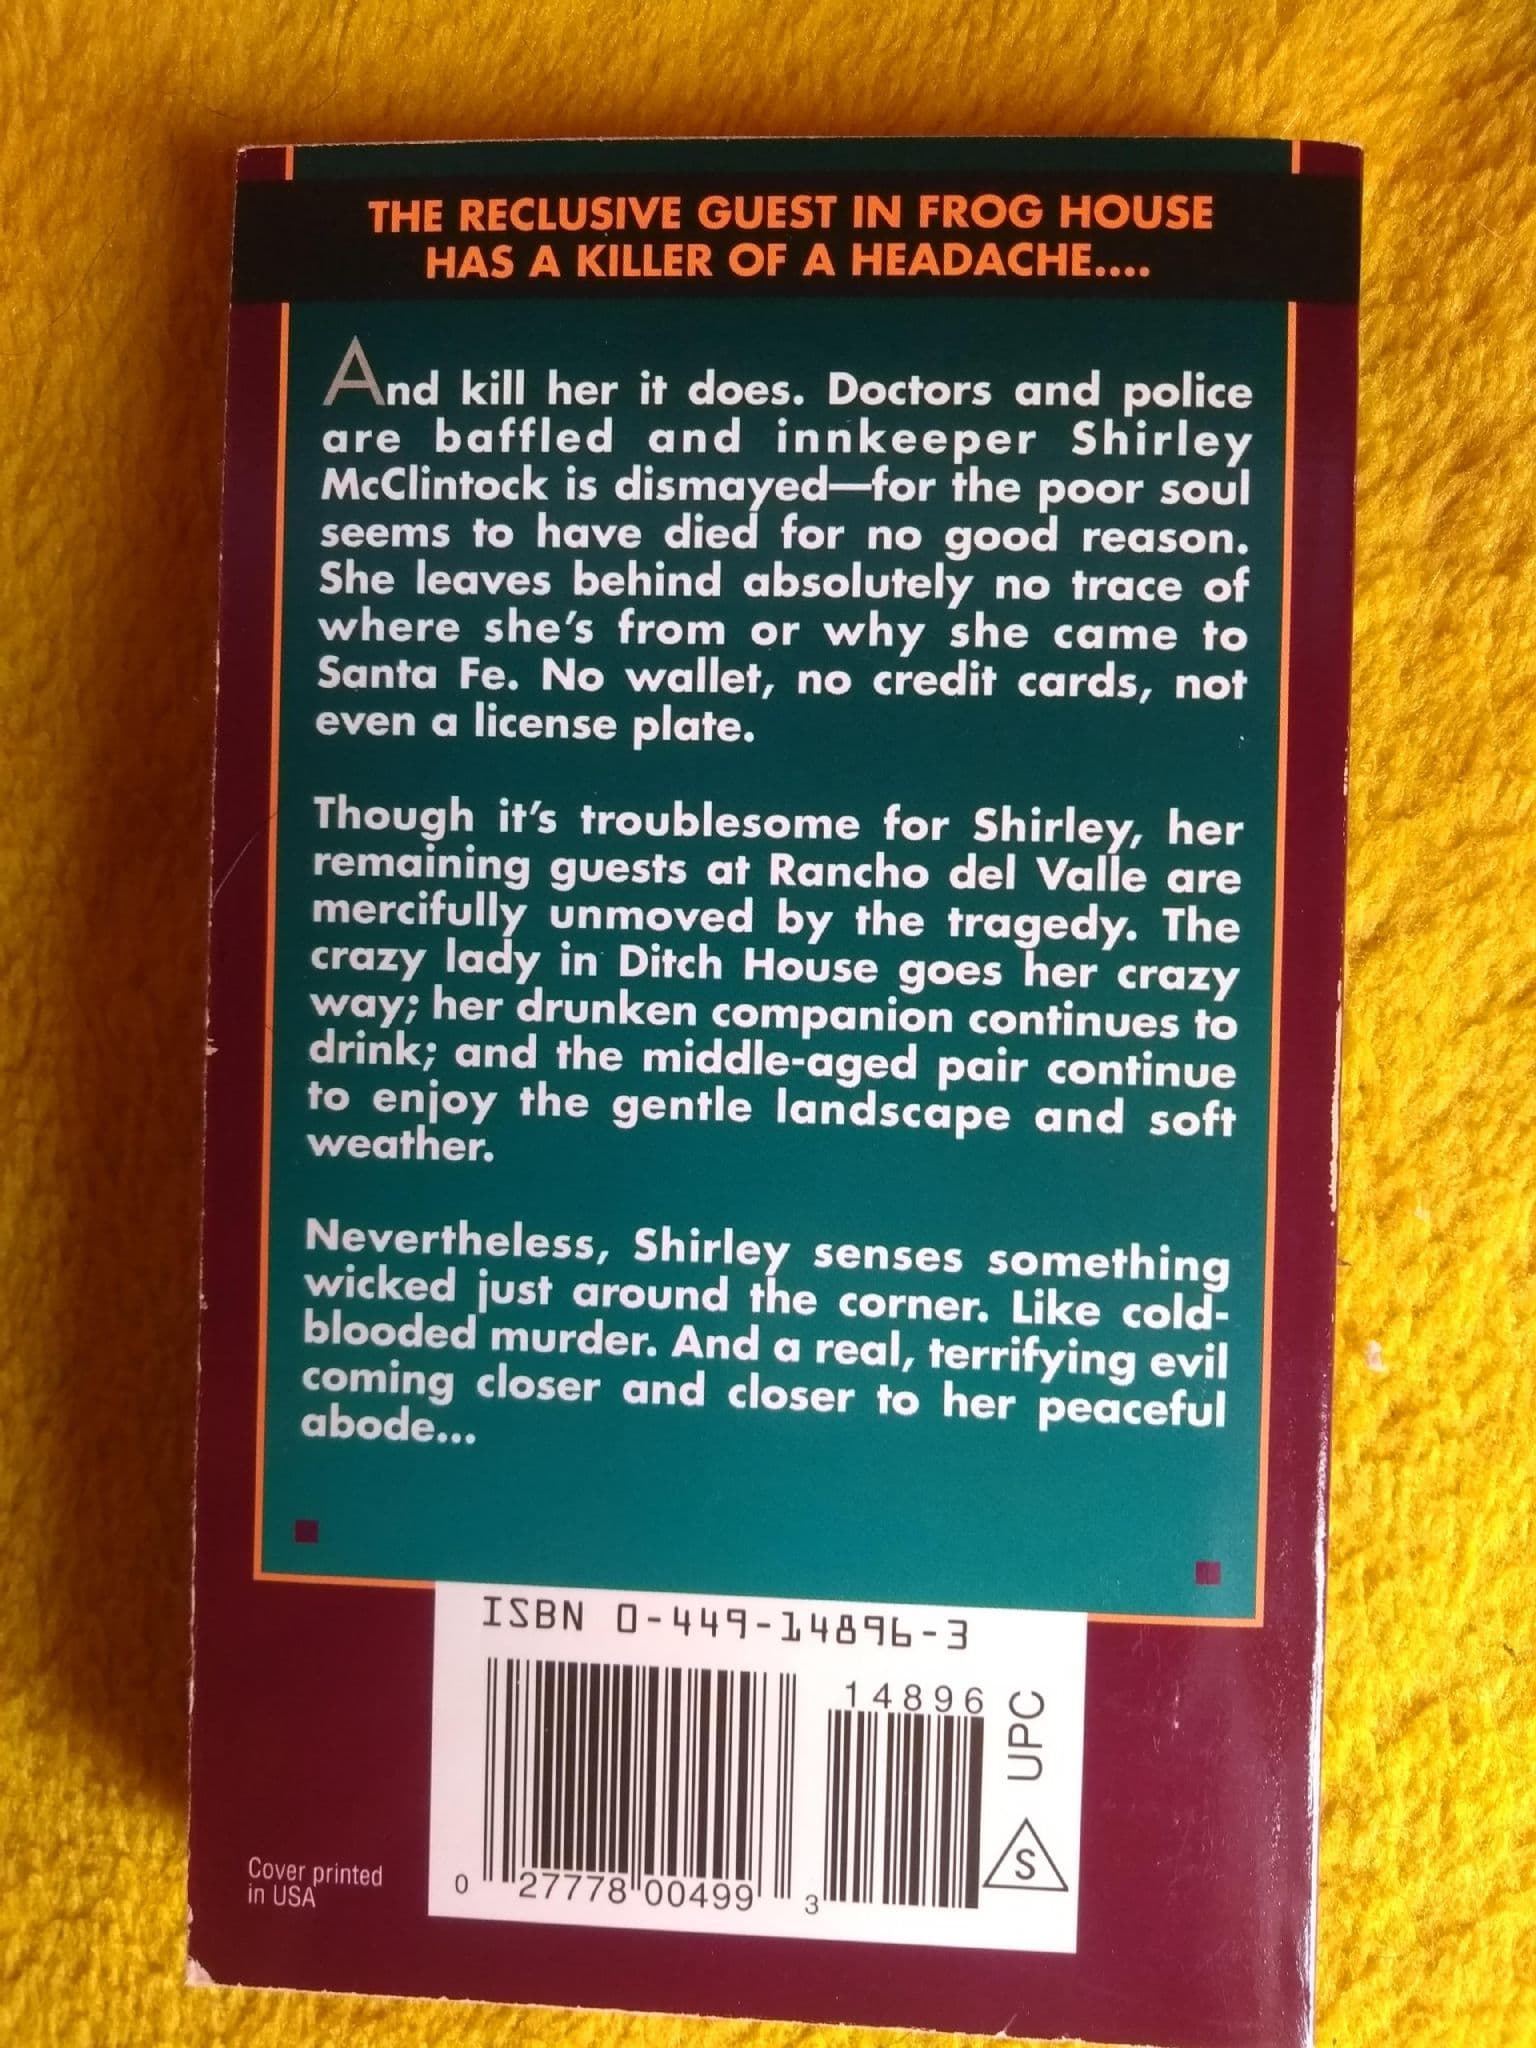 THE RECLUSIVE GUEST IN FROG HOUSE
HAS A KILLER OF A HEADACHE....
And kill her it does. Doctors and police
are baffled and innkeeper Shirley
McClintock is dismayed—for the poor soul
seems to have died for no good reason.
She leaves behind absolutely no trace of
where she's from or why she came to
Santa Fe. No wallet, no credit cards, not
even a license plate.
Though it's troublesome for Shirley, her
remaining guests at Rancho del Valle are
mercifully unmoved by the tragedy. The
crazy lady in Ditch House goes her crazy
way; her drunken companion continues to
drink; and the middle-aged pair continue
to enjoy the gentle landscape and soft
weather.
Nevertheless, Shirley senses something
wicked just around the corner. Like cold-
blooded murder. And a real, terrifying evil
coming closer and closer to her peaceful
abode...
ISBN 0-449-14896-3
14896
UPC
S
0 27778 00499 3
Cover printed
in USA